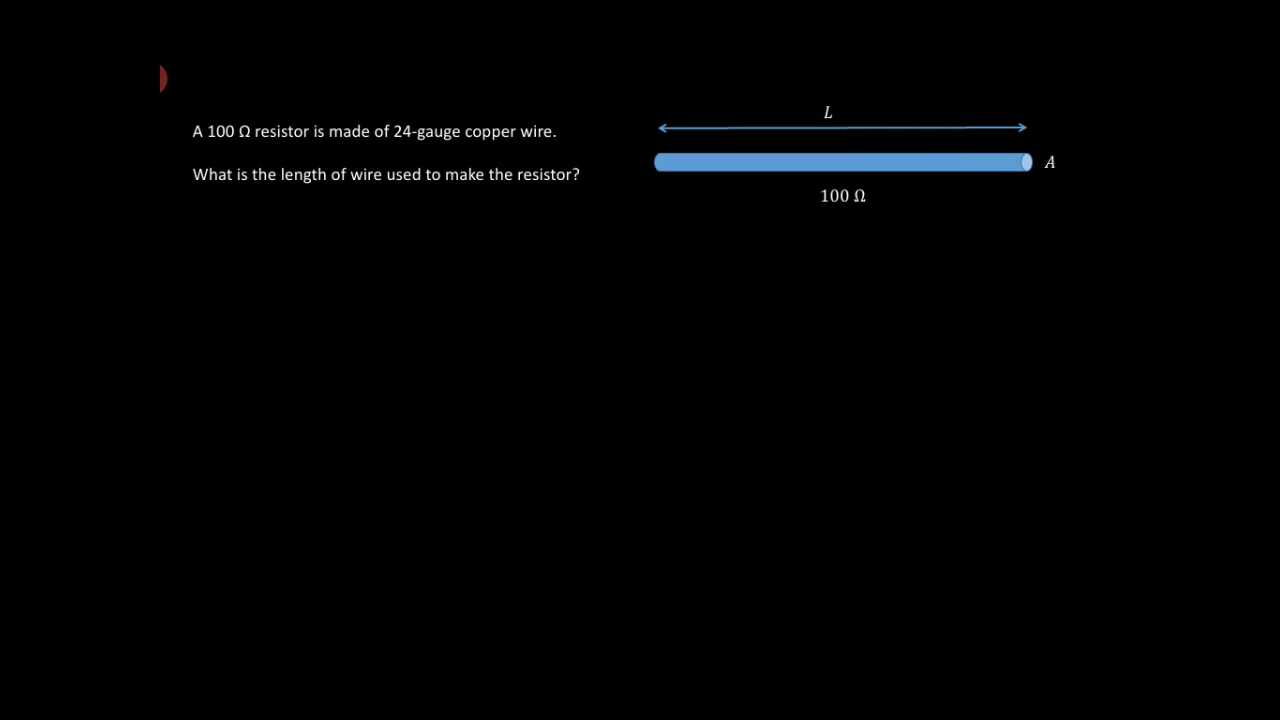 A 100 Ω resistor is made of 24-gauge copper wire.
What is the length of wire used to make the resistor?
L
A
100 Ω